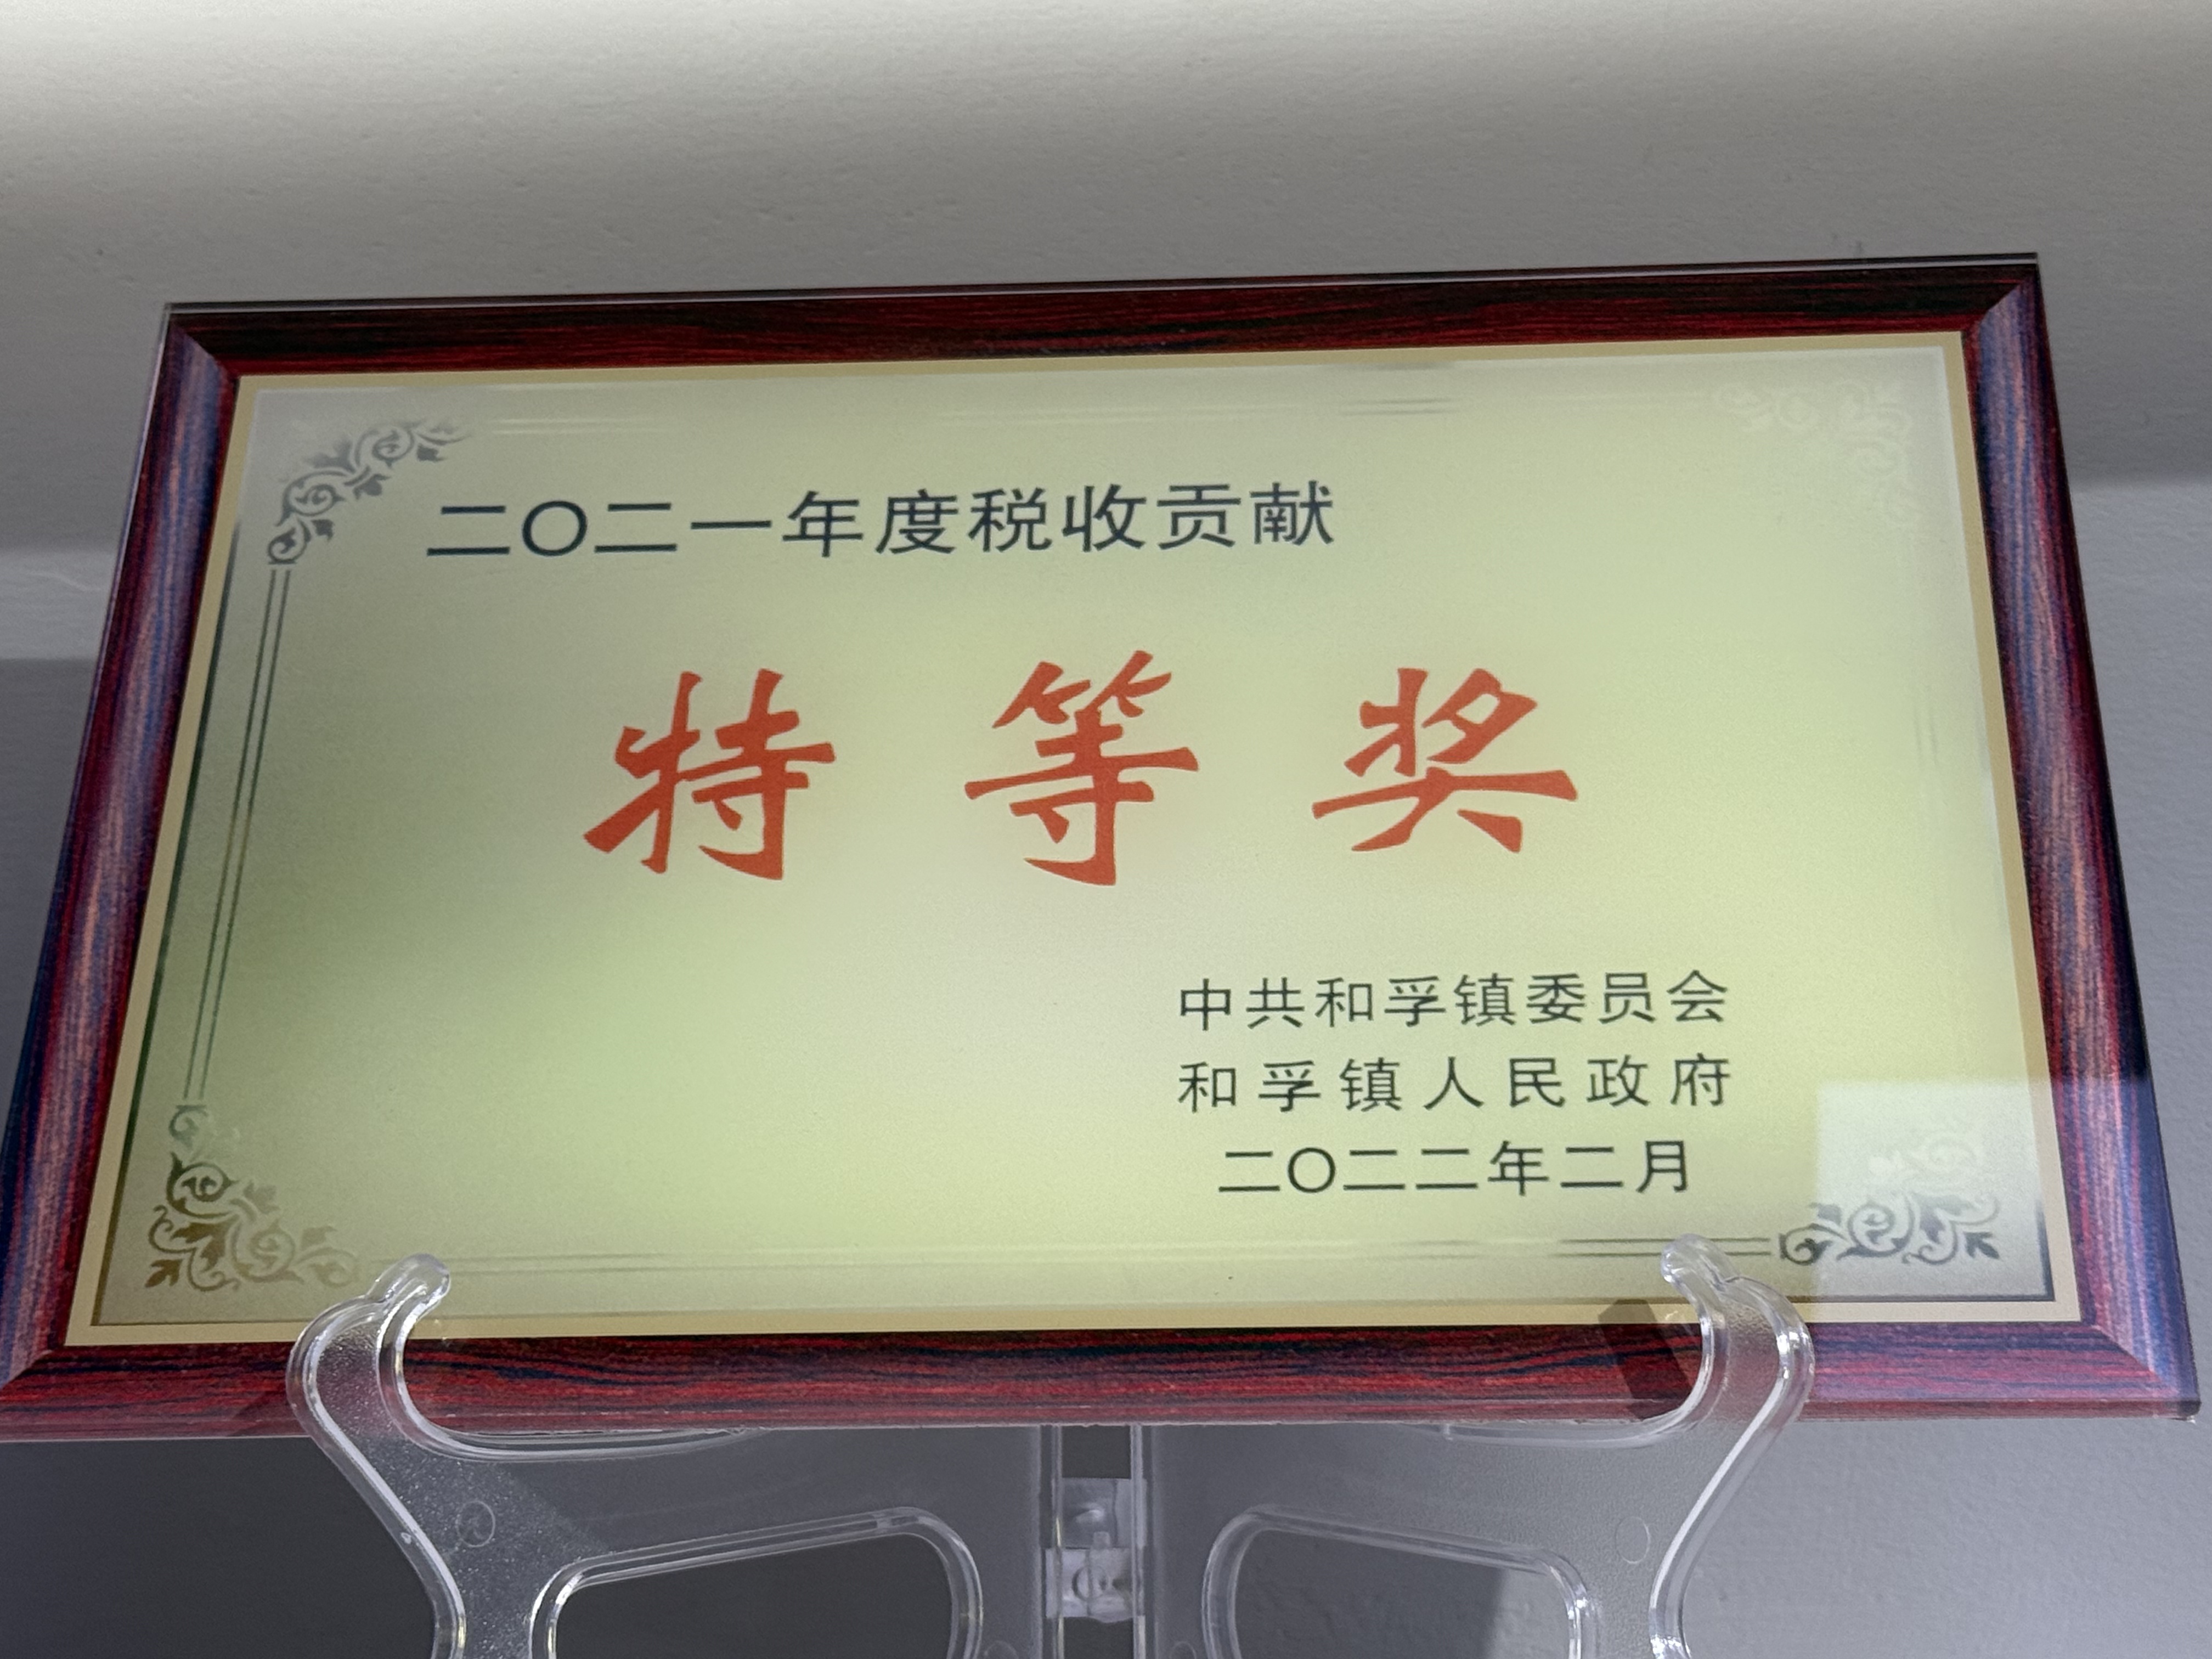 二〇二一年度税收贡献
特等奖
中共和孚镇委员会
和孚镇人民政府
二〇二二年二月